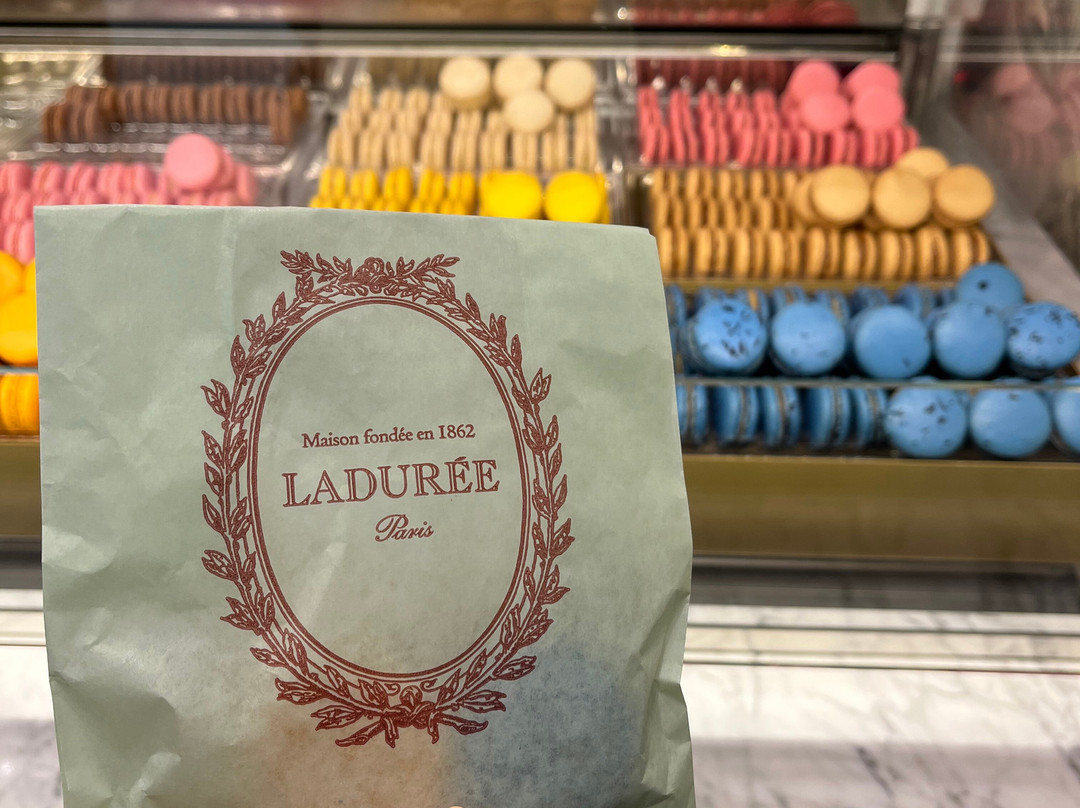 Maison fondée en 1862
LADURÉE
Paris